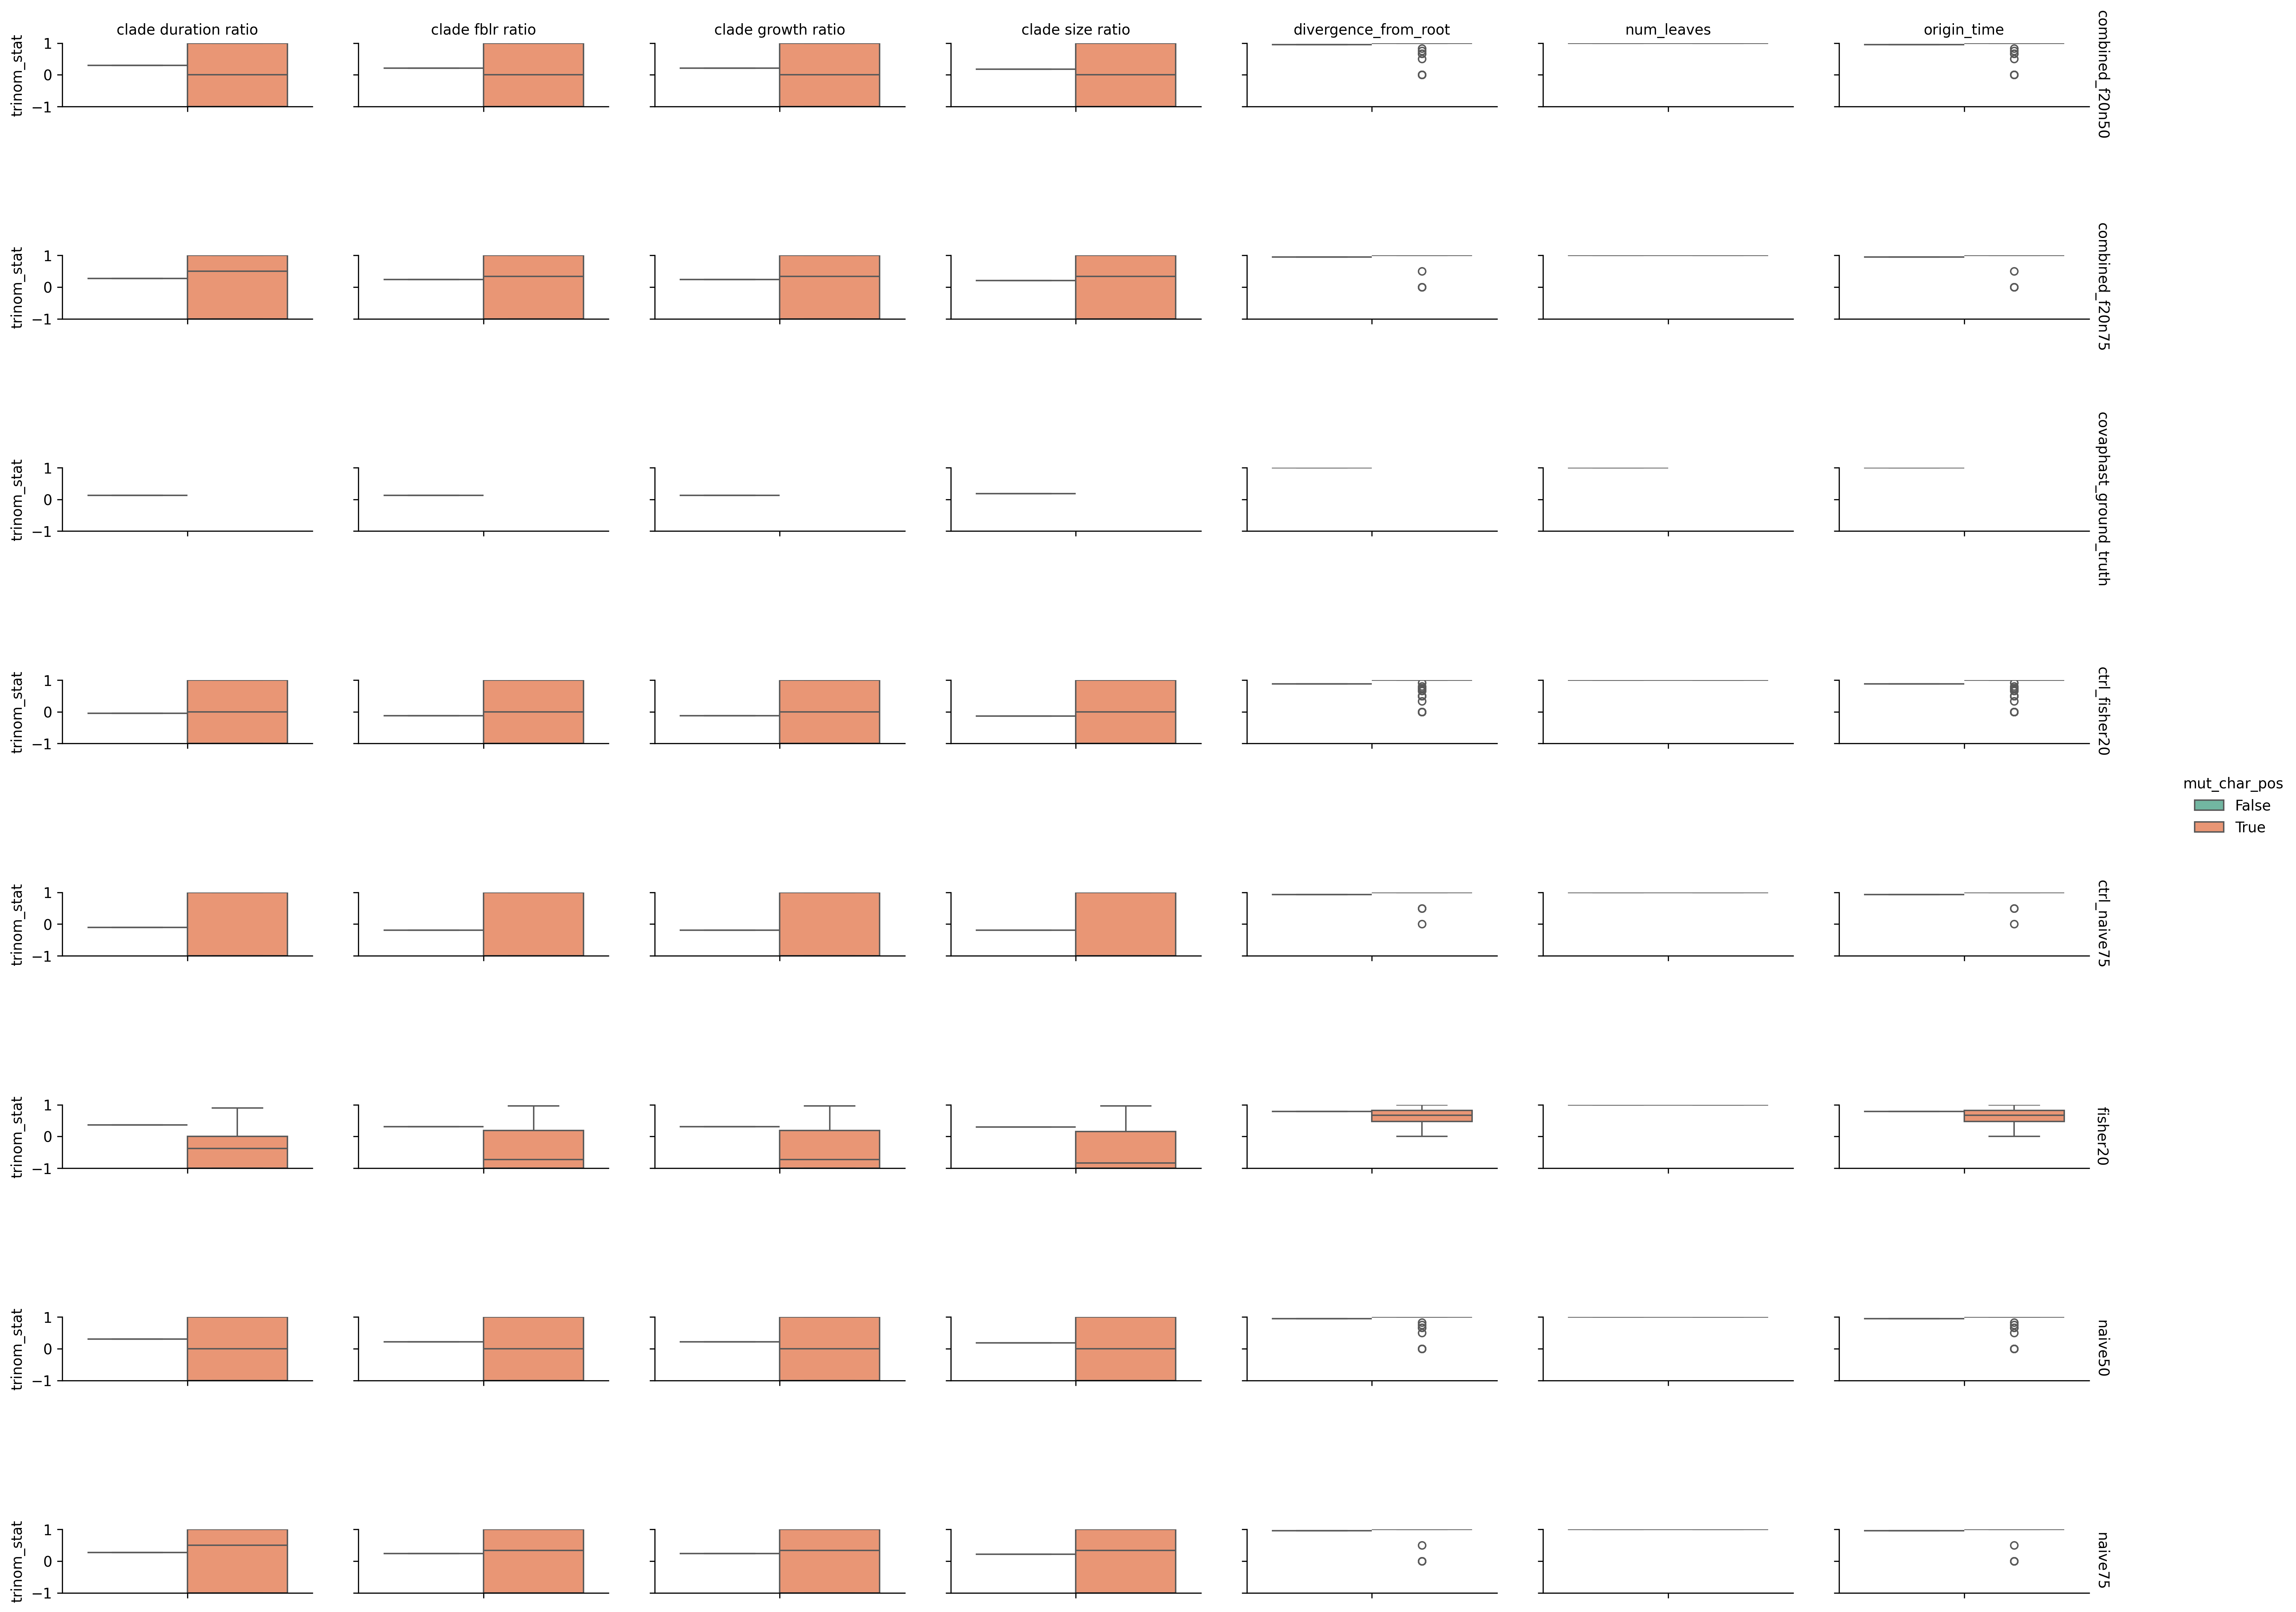 clade duration ratio
clade fblr ratio
clade growth ratio
clade size ratio
divergence_from_root
num_leaves
origin_time
trinom_stat
1
0
−1
combined_f20n50
trinom_stat
1
0
−1
combined_f20n75
trinom_stat
1
0
−1
covaphast_ground_truth
trinom_stat
1
0
−1
ctrl_fisher20
mut_char_pos
False
True
trinom_stat
1
0
−1
ctrl_naive75
trinom_stat
1
0
−1
fisher20
trinom_stat
1
0
−1
naive50
trinom_stat
1
0
−1
naive75